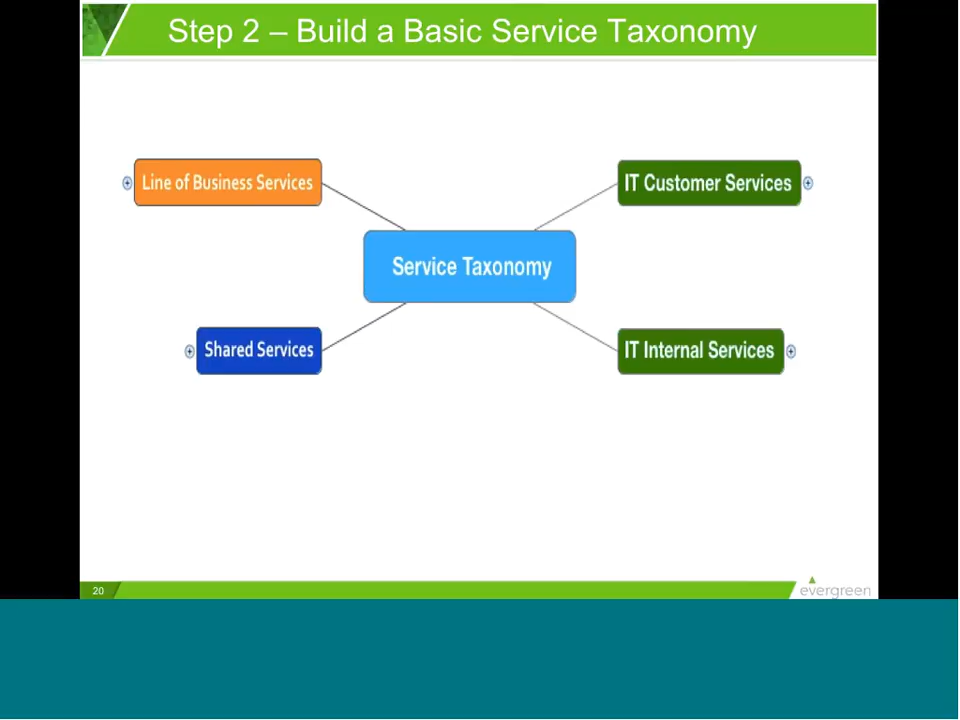 Step 2 – Build a Basic Service Taxonomy
Line of Business Services
IT Customer Services
Service Taxonomy
Shared Services
IT Internal Services
20
evergreen